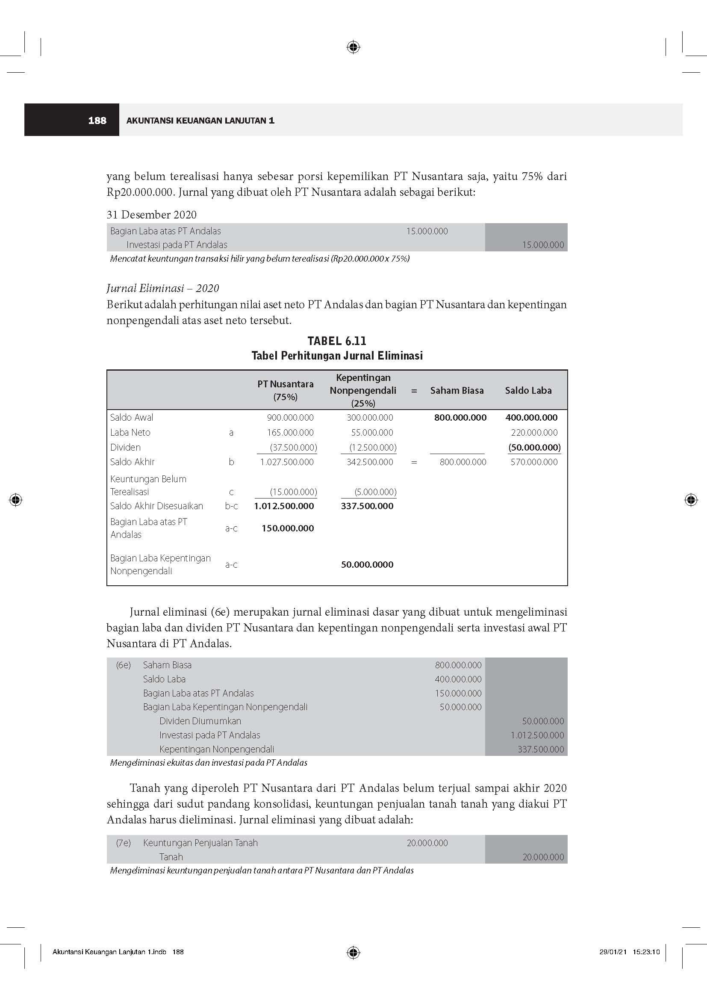 188 AKUNTANSI KEUANGAN LANJUTAN 1
yang belum terealisasi hanya sebesar porsi kepemilikan PT Nusantara saja, yaitu 75% dari
Rp20.000.000. Jurnal yang dibuat oleh PT Nusantara adalah sebagai berikut:
31 Desember 2020
Bagian Laba atas PT Andalas 15.000.000
Investasi pada PT Andalas 15.000.000
Mencatat keuntungan transaksi hilir yang belum terealisasi (Rp20.000.000 x 75%)
Jurnal Eliminasi – 2020
Berikut adalah perhitungan nilai aset neto PT Andalas dan bagian PT Nusantara dan kepentingan
nonpengendali atas aset neto tersebut.
TABEL 6.11
Tabel Perhitungan Jurnal Eliminasi
PT Nusantara
(75%)
Kepentingan
Nonpengendali
(25%)
= Saham Biasa Saldo Laba
Saldo Awal 900.000.000 300.000.000 800.000.000 400.000.000
Laba Neto a 165.000.000 55.000.000 220.000.000
Dividen (37.500.000) (12.500.000) (50.000.000)
Saldo Akhir b 1.027.500.000 342.500.000 = 800.000.000 570.000.000
Keuntungan Belum
Terealisasi c (15.000.000) (5.000.000)
Saldo Akhir Disesuaikan b-c 1.012.500.000 337.500.000
Bagian Laba atas PT
Andalas a-c 150.000.000
Bagian Laba Kepentingan
Nonpengendali a-c 50.000.0000
Jurnal eliminasi (6e) merupakan jurnal eliminasi dasar yang dibuat untuk mengeliminasi
bagian laba dan dividen PT Nusantara dan kepentingan nonpengendali serta investasi awal PT
Nusantara di PT Andalas.
(6e) Saham Biasa 800.000.000
Saldo Laba 400.000.000
Bagian Laba atas PT Andalas 150.000.000
Bagian Laba Kepentingan Nonpengendali 50.000.000
Dividen Diumumkan 50.000.000
Investasi pada PT Andalas 1.012.500.000
Kepentingan Nonpengendali 337.500.000
Mengeliminasi ekuitas dan investasi pada PT Andalas
Tanah yang diperoleh PT Nusantara dari PT Andalas belum terjual sampai akhir 2020
sehingga dari sudut pandang konsolidasi, keuntungan penjualan tanah tanah yang diakui PT
Andalas harus dieliminasi. Jurnal eliminasi yang dibuat adalah:
(7e) Keuntungan Penjualan Tanah 20.000.000
Tanah 20.000.000
Mengeliminasi keuntungan penjualan tanah antara PT Nusantara dan PT Andalas
Akuntansi Keuangan Lanjutan 1.indb 188 29/01/21 15:23:10